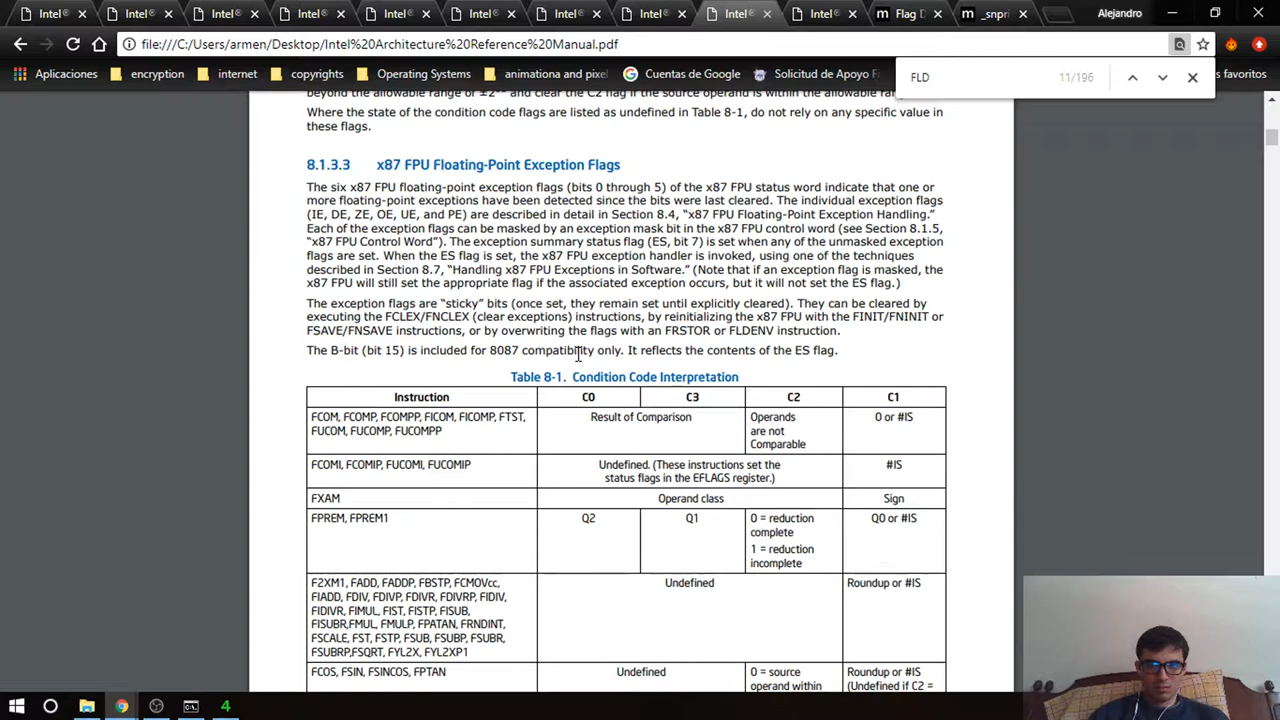 Intel® Intel® Intel® Intel® Intel® Intel® Intel® Intel® Intel® Intel® Flag D _snpri Alejandro
file:///C:/Users/armen/Desktop/Intel%20Architecture%20Reference%20Manual.pdf
Aplicaciones encryption internet copyrights Operating Systems animationa and pixel Cuentas de Google Solicitud de Apoyo F s favoritos
FLD 11/196
beyond the allowable range of and clear the C2 flag if the source operand is within the allowable
Where the state of the condition code flags are listed as undefined in Table 8-1, do not rely on any specific value in
these flags.
8.1.3.3 x87 FPU Floating-Point Exception Flags
The six x87 FPU floating-point exception flags (bits 0 through 5) of the x87 FPU status word indicate that one or
more floating-point exceptions have been detected since the bits were last cleared. The individual exception flags
(IE, DE, ZE, OE, UE, and PE) are described in detail in Section 8.4, “x87 FPU Floating-Point Exception Handling.”
Each of the exception flags can be masked by an exception mask bit in the x87 FPU control word (see Section 8.1.5,
“x87 FPU Control Word”). The exception summary status flag (ES, bit 7) is set when any of the unmasked exception
flags are set. When the ES flag is set, the x87 FPU exception handler is invoked, using one of the techniques
described in Section 8.7, “Handling x87 FPU Exceptions in Software.” (Note that if an exception flag is masked, the
x87 FPU will still set the appropriate flag if the associated exception occurs, but it will not set the ES flag.)
The exception flags are “sticky” bits (once set, they remain set until explicitly cleared). They can be cleared by
executing the FCLEX/FNCLEX (clear exceptions) instructions, by reinitializing the x87 FPU with the FINIT/FNINIT or
FSAVE/FNSAVE instructions, or by overwriting the flags with an FRSTOR or FLDENV instruction.
The B-bit (bit 15) is included for 8087 compatibility only. It reflects the contents of the ES flag.
Table 8-1. Condition Code Interpretation
Instruction C0 C3 C2 C1
FCOM, FCOMP, FCOMPP, FICOM, FICOMP, FTST,
FUCOM, FUCOMP, FUCOMPP
Result of Comparison
Operands
are not
Comparable
0 or #IS
FCOMI, FCOMIP, FUCOMI, FUCOMIP
Undefined. (These instructions set the
status flags in the EFLAGS register.)
#IS
FXAM Operand class Sign
FPREM, FPREM1 Q2 Q1
0 = reduction
complete
1 = reduction
incomplete
Q0 or #IS
F2XM1, FADD, FADDP, FBSTP, FCMOVcc,
FIADD, FDIV, FDIVP, FDIVR, FDIVRP, FIDIV,
FIDIVR, FIMUL, FIST, FISTP, FISUB,
FISUBR,FMUL, FMULP, FPATAN, FRNDINT,
FSCALE, FST, FSTP, FSUB, FSUBP, FSUBR,
FSUBRP,FSQRT, FYL2X, FYL2XP1
Undefined
Roundup or #IS
FCOS, FSIN, FSINCOS, FPTAN
Undefined
0 = source
operand within
Roundup or #IS
(Undefined if C2 =
4